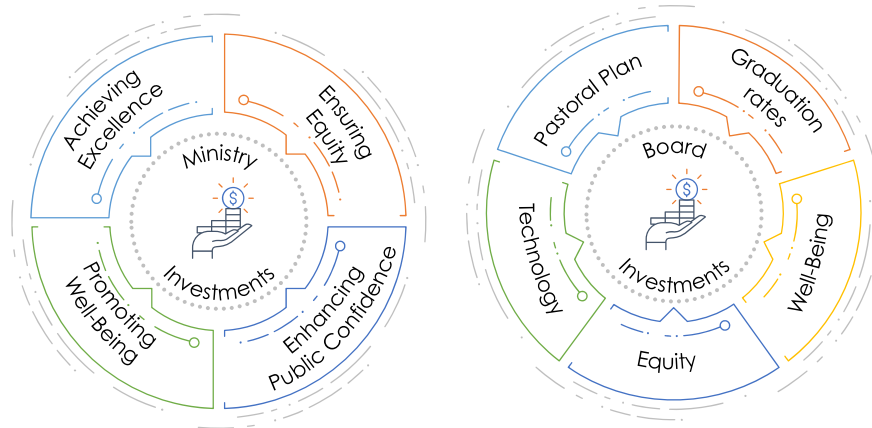 Achieving
Excellence
Ensuring
Equity
Ministry
$
Investments
Promoting
Well-Being
Enhancing
Public Confidence
Pastoral Plan
Graduation
rates
Board
$
Investments
Technology
Well-Being
Equity